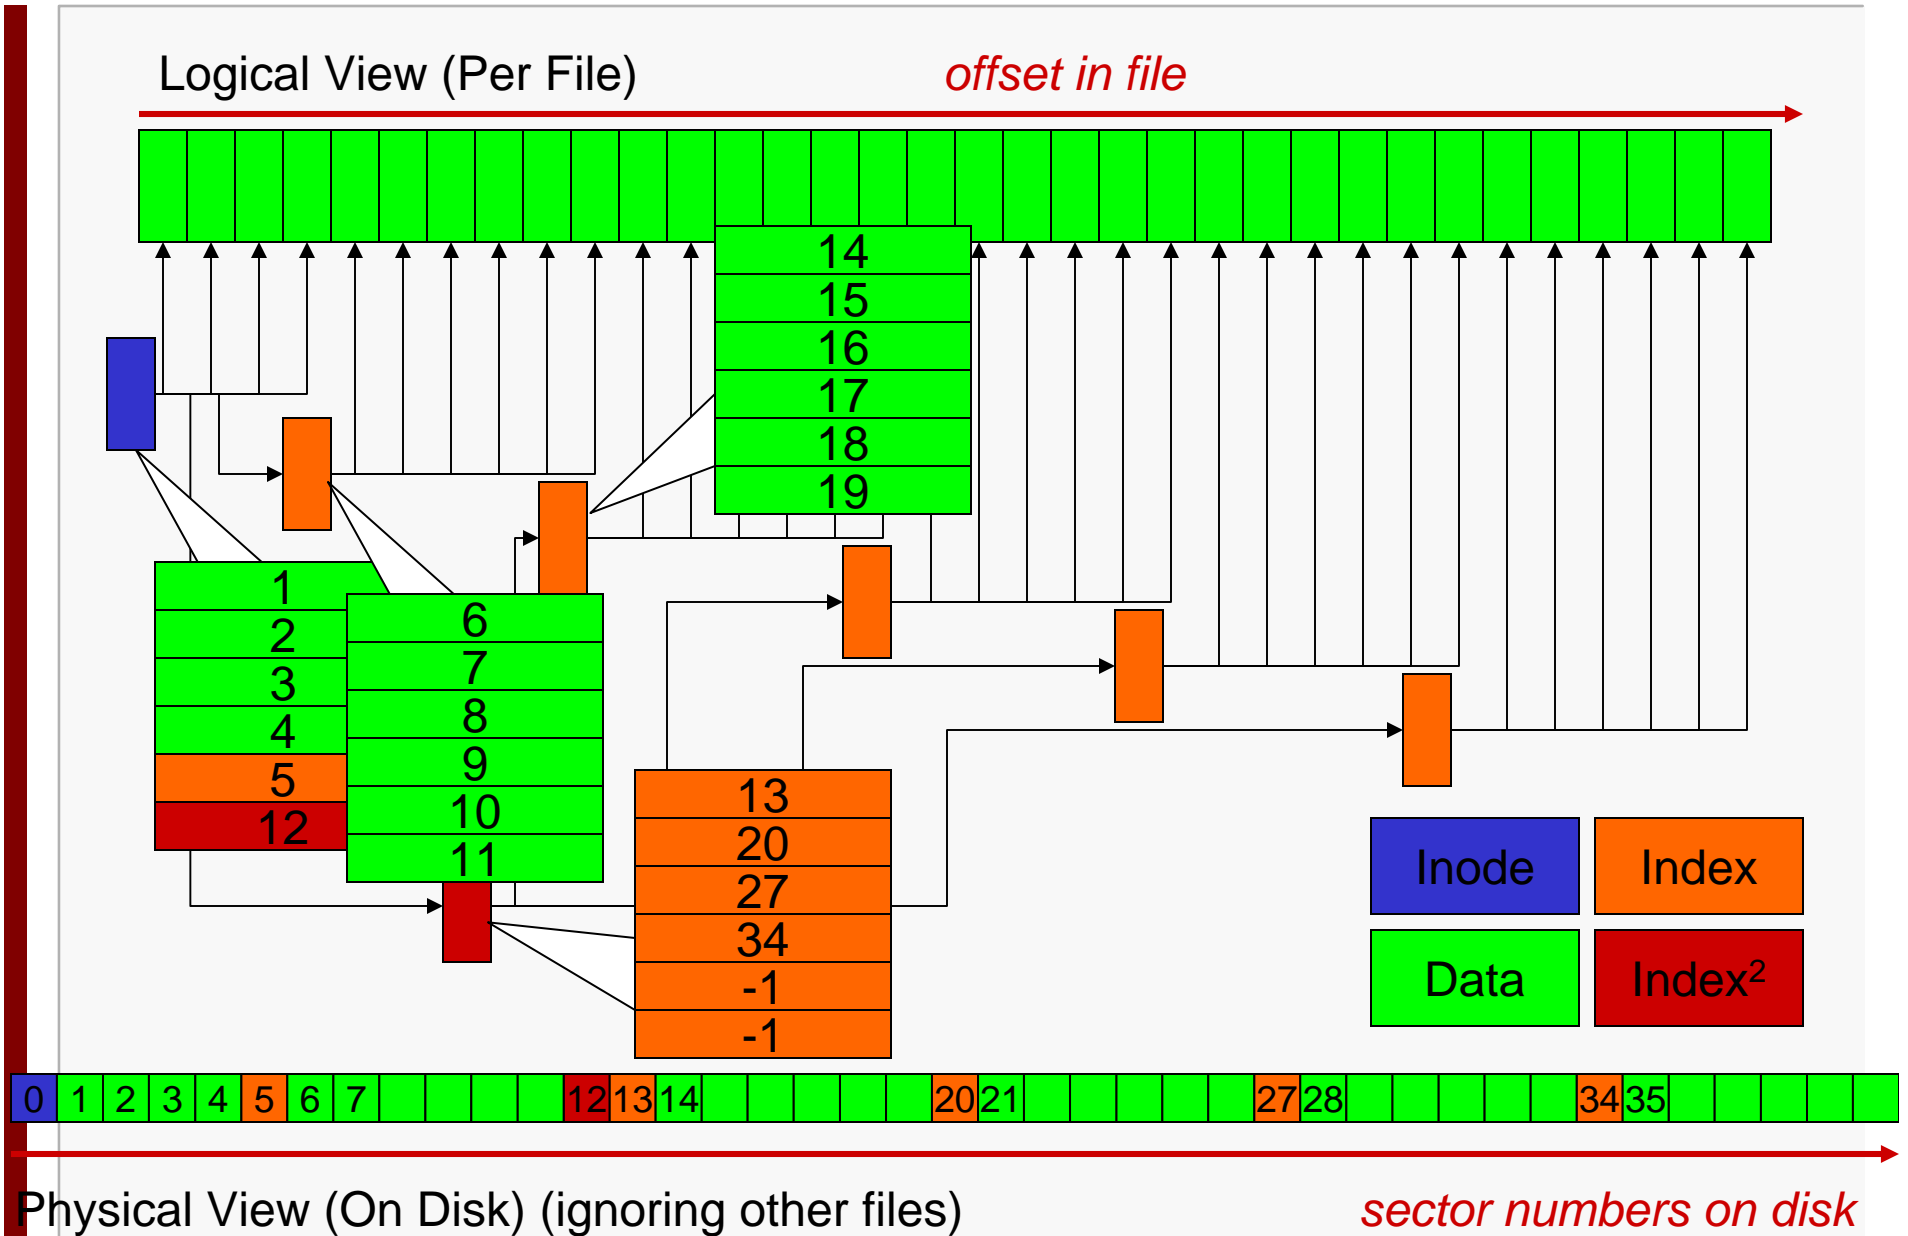 Logical View (Per File)
offset in file
14
15
16
17
18
19
1
2
3
4
5
12
6
7
8
9
10
11
13
20
27
34
-1
-1
Inode
Index
Data
Index²
0 1 2 3 4 5 6 7 12 13 14 20 21 27 28 34 35
Physical View (On Disk) (ignoring other files)
sector numbers on disk